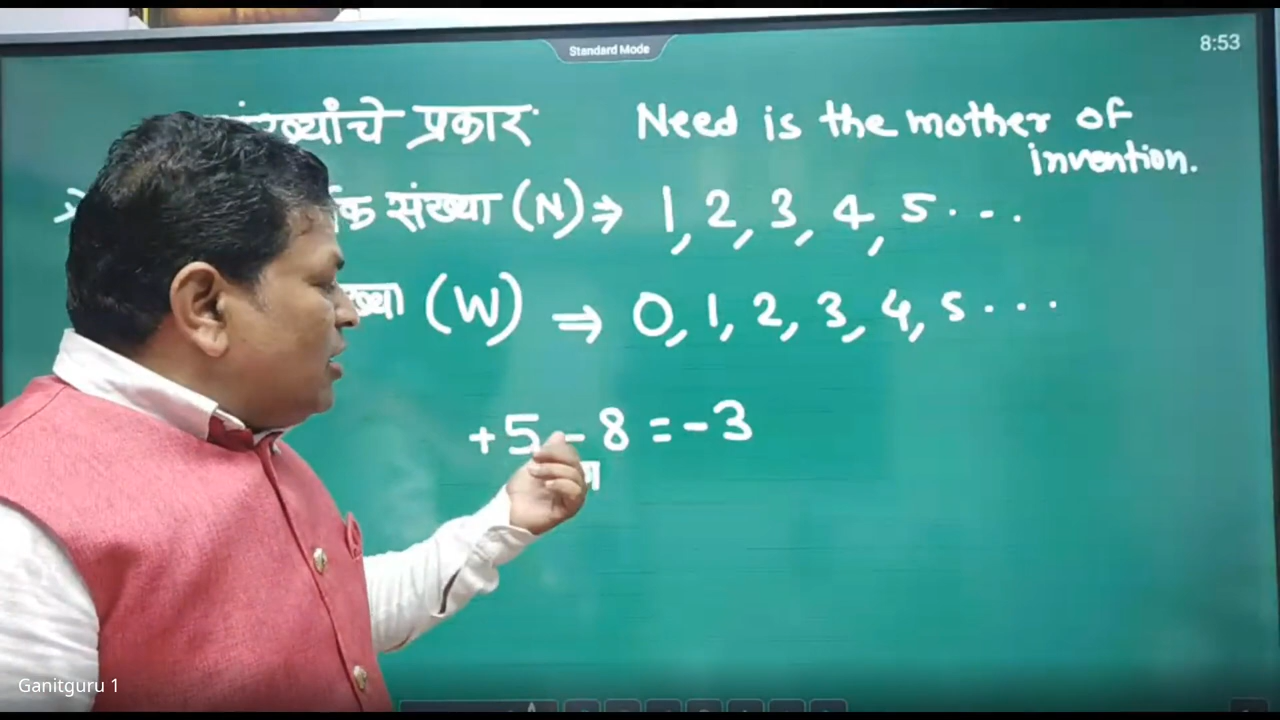 Standard Mode
8:53
प्रकार
Need is the mother of
invention.
संख्या (N) ⇒ 1, 2, 3, 4, 5...
(W) ⇒ 0, 1, 2, 3, 4, 5...
+5 - 8 = -3
Ganitguru 1